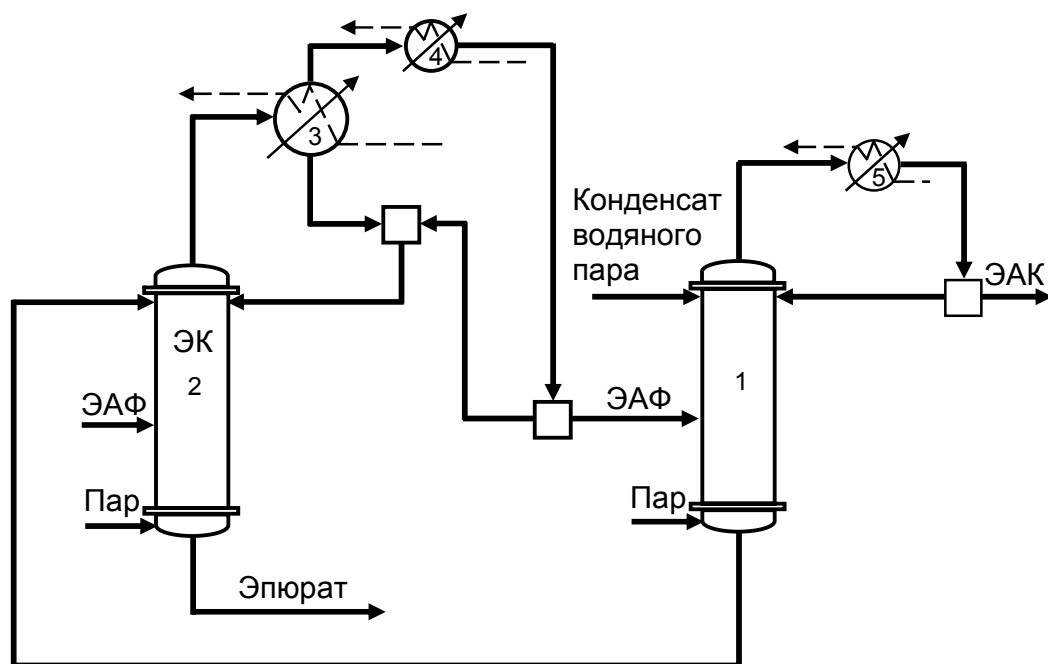 4
3
5
Конденсат
водяного
пара
ЭАК
ЭК
2
1
ЭАФ
ЭАФ
Пар
Пар
Эпюрат